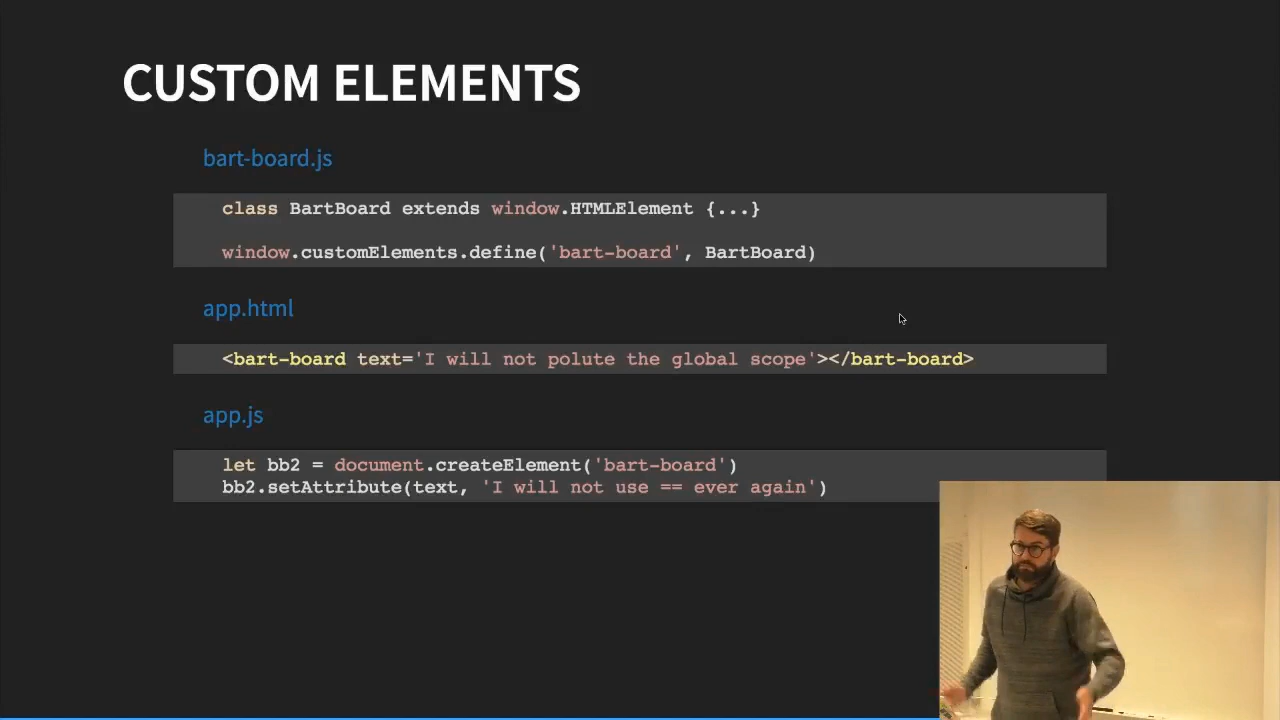 CUSTOM ELEMENTS
bart-board.js
class BartBoard extends window.HTMLElement {...}
window.customElements.define('bart-board', BartBoard)
app.html
<bart-board text='I will not polute the global scope'></bart-board>
app.js
let bb2 = document.createElement('bart-board')
bb2.setAttribute(text, 'I will not use == ever again')